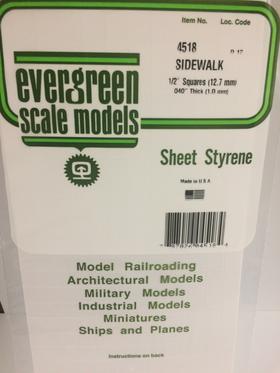 Item No. Loc. Code
4518
SIDEWALK
1/2" Squares (12.7 mm)
.040" Thick (1.0 mm)
evergreen
scale models
Sheet Styrene
Made in U S A
Model Railroading
Architectural Models
Military Models
Industrial Models
Miniatures
Ships and Planes
Instructions on back